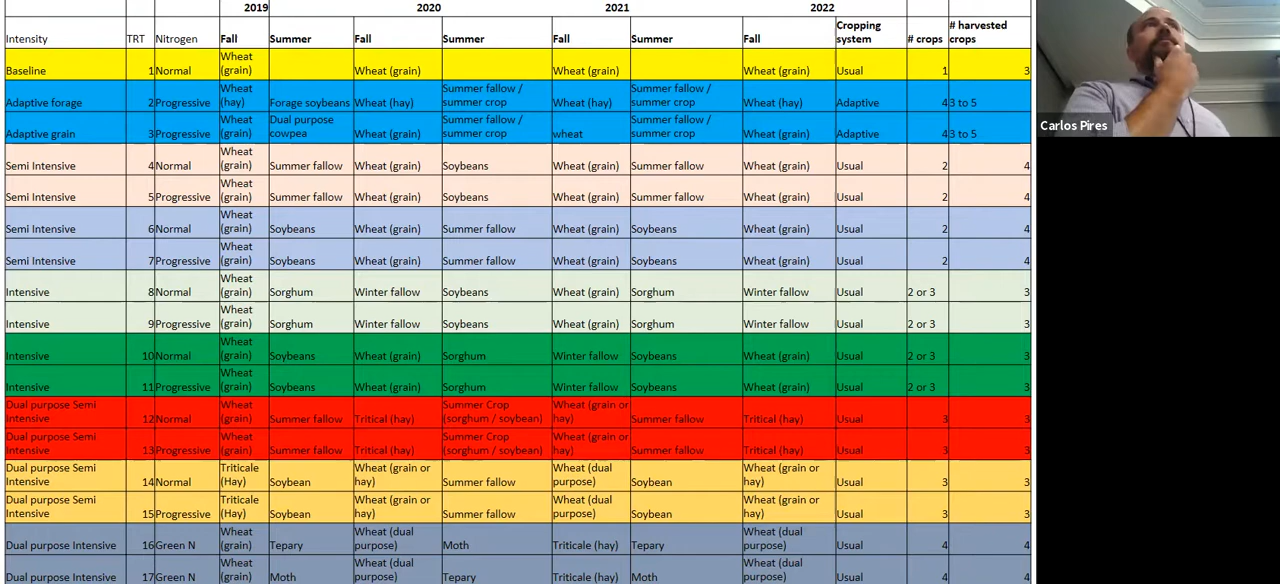 2019 2020 2021 2022
Intensity TRT Nitrogen Fall Summer Fall Summer Fall Summer Fall Cropping system # crops # harvested crops
Baseline 1 Normal Wheat (grain) Wheat (grain) Wheat (grain) Wheat (grain) Usual 1 3
Adaptive forage 2 Progressive Wheat (hay) Forage soybeans Wheat (hay) Summer fallow / summer crop Wheat (hay) Summer fallow / summer crop Wheat (hay) Adaptive 4 3 to 5
Adaptive grain 3 Progressive Wheat (grain) Dual purpose cowpea Wheat (grain) Summer fallow / summer crop wheat Summer fallow / summer crop Wheat (grain) Adaptive 4 3 to 5
Semi Intensive 4 Normal Wheat (grain) Summer fallow Wheat (grain) Soybeans Wheat (grain) Summer fallow Wheat (grain) Usual 2 4
Semi Intensive 5 Progressive Wheat (grain) Summer fallow Wheat (grain) Soybeans Wheat (grain) Summer fallow Wheat (grain) Usual 2 4
Semi Intensive 6 Normal Wheat (grain) Soybeans Wheat (grain) Summer fallow Wheat (grain) Soybeans Wheat (grain) Usual 2 4
Semi Intensive 7 Progressive Wheat (grain) Soybeans Wheat (grain) Summer fallow Wheat (grain) Soybeans Wheat (grain) Usual 2 4
Intensive 8 Normal Wheat (grain) Sorghum Winter fallow Soybeans Wheat (grain) Sorghum Winter fallow Usual 2 or 3 3
Intensive 9 Progressive Wheat (grain) Sorghum Winter fallow Soybeans Wheat (grain) Sorghum Winter fallow Usual 2 or 3 3
Intensive 10 Normal Wheat (grain) Soybeans Wheat (grain) Sorghum Winter fallow Soybeans Wheat (grain) Usual 2 or 3 3
Intensive 11 Progressive Wheat (grain) Soybeans Wheat (grain) Sorghum Winter fallow Soybeans Wheat (grain) Usual 2 or 3 3
Dual purpose Semi Intensive 12 Normal Wheat (grain) Summer fallow Tritical (hay) Summer Crop (sorghum / soybean) Wheat (grain or hay) Summer fallow Tritical (hay) Usual 3 3
Dual purpose Semi Intensive 13 Progressive Wheat (grain) Summer fallow Tritical (hay) Summer Crop (sorghum / soybean) Wheat (grain or hay) Summer fallow Tritical (hay) Usual 3 3
Dual purpose Semi Intensive 14 Normal Triticale (Hay) Soybean Wheat (grain or hay) Summer fallow Wheat (dual purpose) Soybean Wheat (grain or hay) Usual 3 3
Dual purpose Semi Intensive 15 Progressive Triticale (Hay) Soybean Wheat (grain or hay) Summer fallow Wheat (dual purpose) Soybean Wheat (grain or hay) Usual 3 3
Dual purpose Intensive 16 Green N Wheat (grain) Tepary Wheat (dual purpose) Moth Triticale (hay) Tepary Wheat (dual purpose) Usual 4 4
Dual purpose Intensive 17 Green N Wheat (grain) Moth Wheat (dual purpose) Tepary Triticale (hay) Moth Wheat (dual purpose) Usual 4 4
Carlos Pires